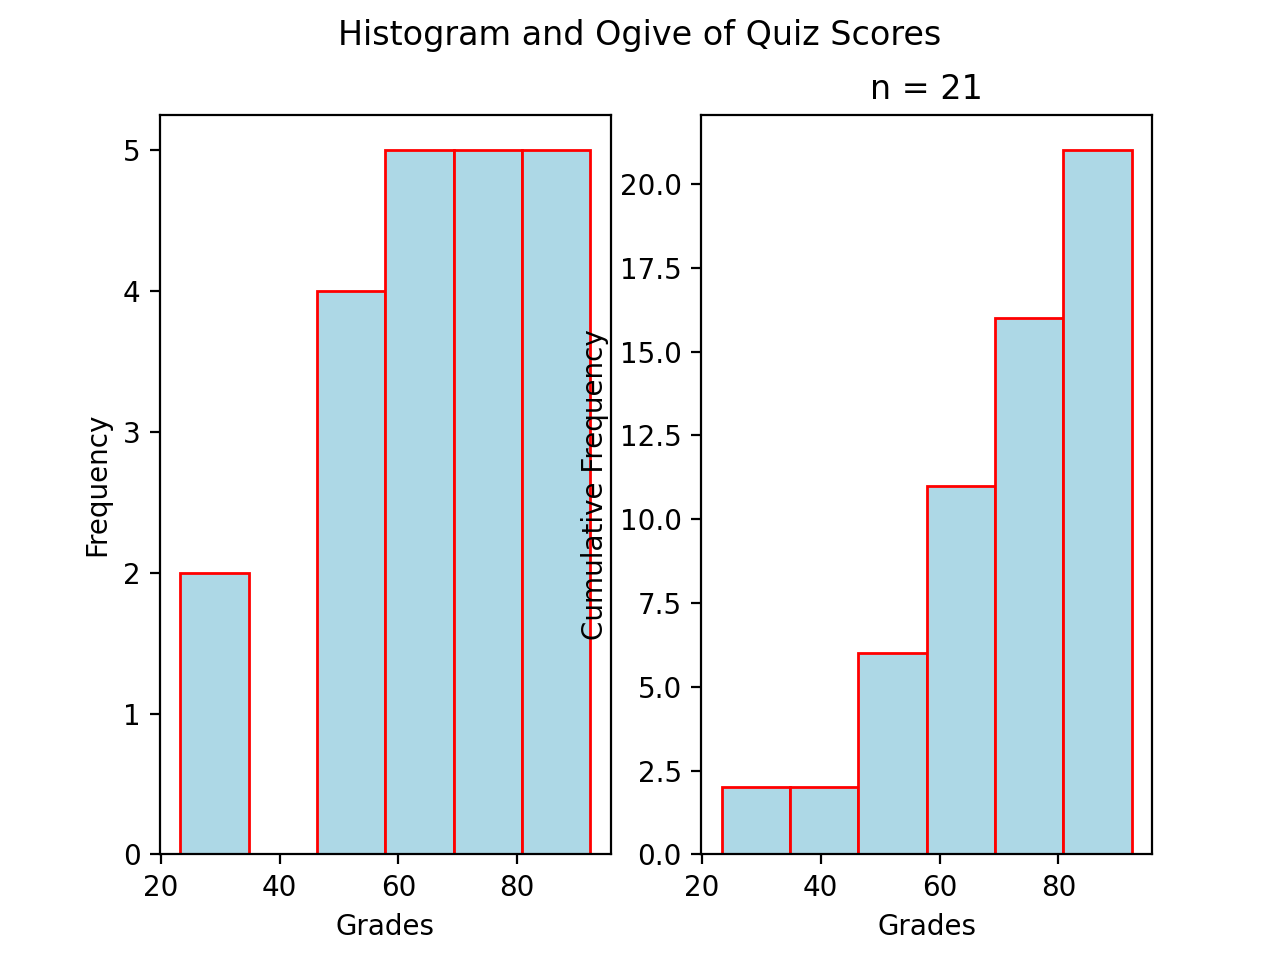 Histogram and Ogive of Quiz Scores
n = 21
Frequency
5
4
3
2
1
0
20 40 60 80
Grades
Cumulative Frequency
20.0
17.5
15.0
12.5
10.0
7.5
5.0
2.5
0.0
20 40 60 80
Grades